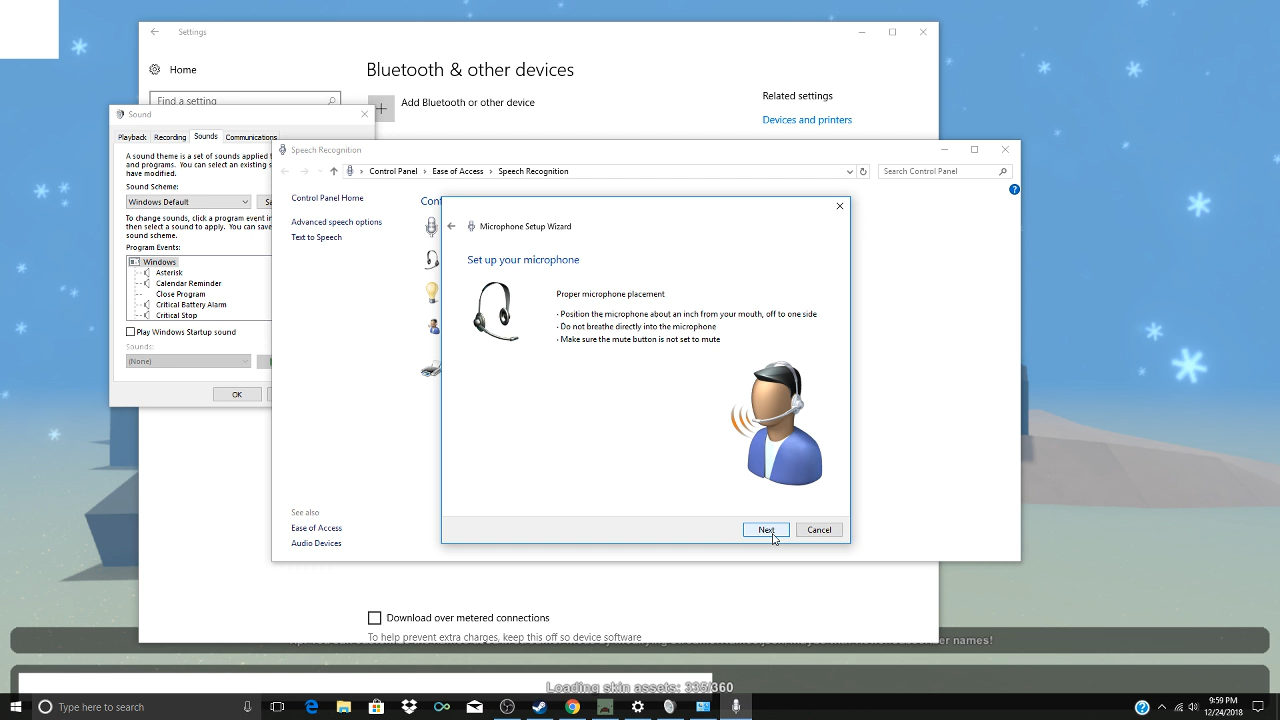 Settings
Home
Find a setting
Bluetooth & other devices
Add Bluetooth or other device
Related settings
Devices and printers
Sound
Playback Recording Sounds Communications
A sound theme is a set of sounds applied t
and programs. You can select an existing s
have modified.
Sound Scheme:
Windows Default
Sa
To change sounds, click a program event in
then select a sound to apply. You can save
sound scheme.
Program Events:
Windows
Asterisk
Calendar Reminder
Close Program
Critical Battery Alarm
Critical Stop
Play Windows Startup sound
Sounds:
(None)
OK
Speech Recognition
Control Panel > Ease of Access > Speech Recognition
Search Control Panel
Control Panel Home
Advanced speech options
Text to Speech
See also
Ease of Access
Audio Devices
Microphone Setup Wizard
Set up your microphone
Proper microphone placement
· Position the microphone about an inch from your mouth, off to one side
· Do not breathe directly into the microphone
· Make sure the mute button is not set to mute
Next
Cancel
Download over metered connections
To help prevent extra charges, keep this off so device software
names!
Loading skin assets: 335/360
Type here to search
9:59 PM
12/24/2018